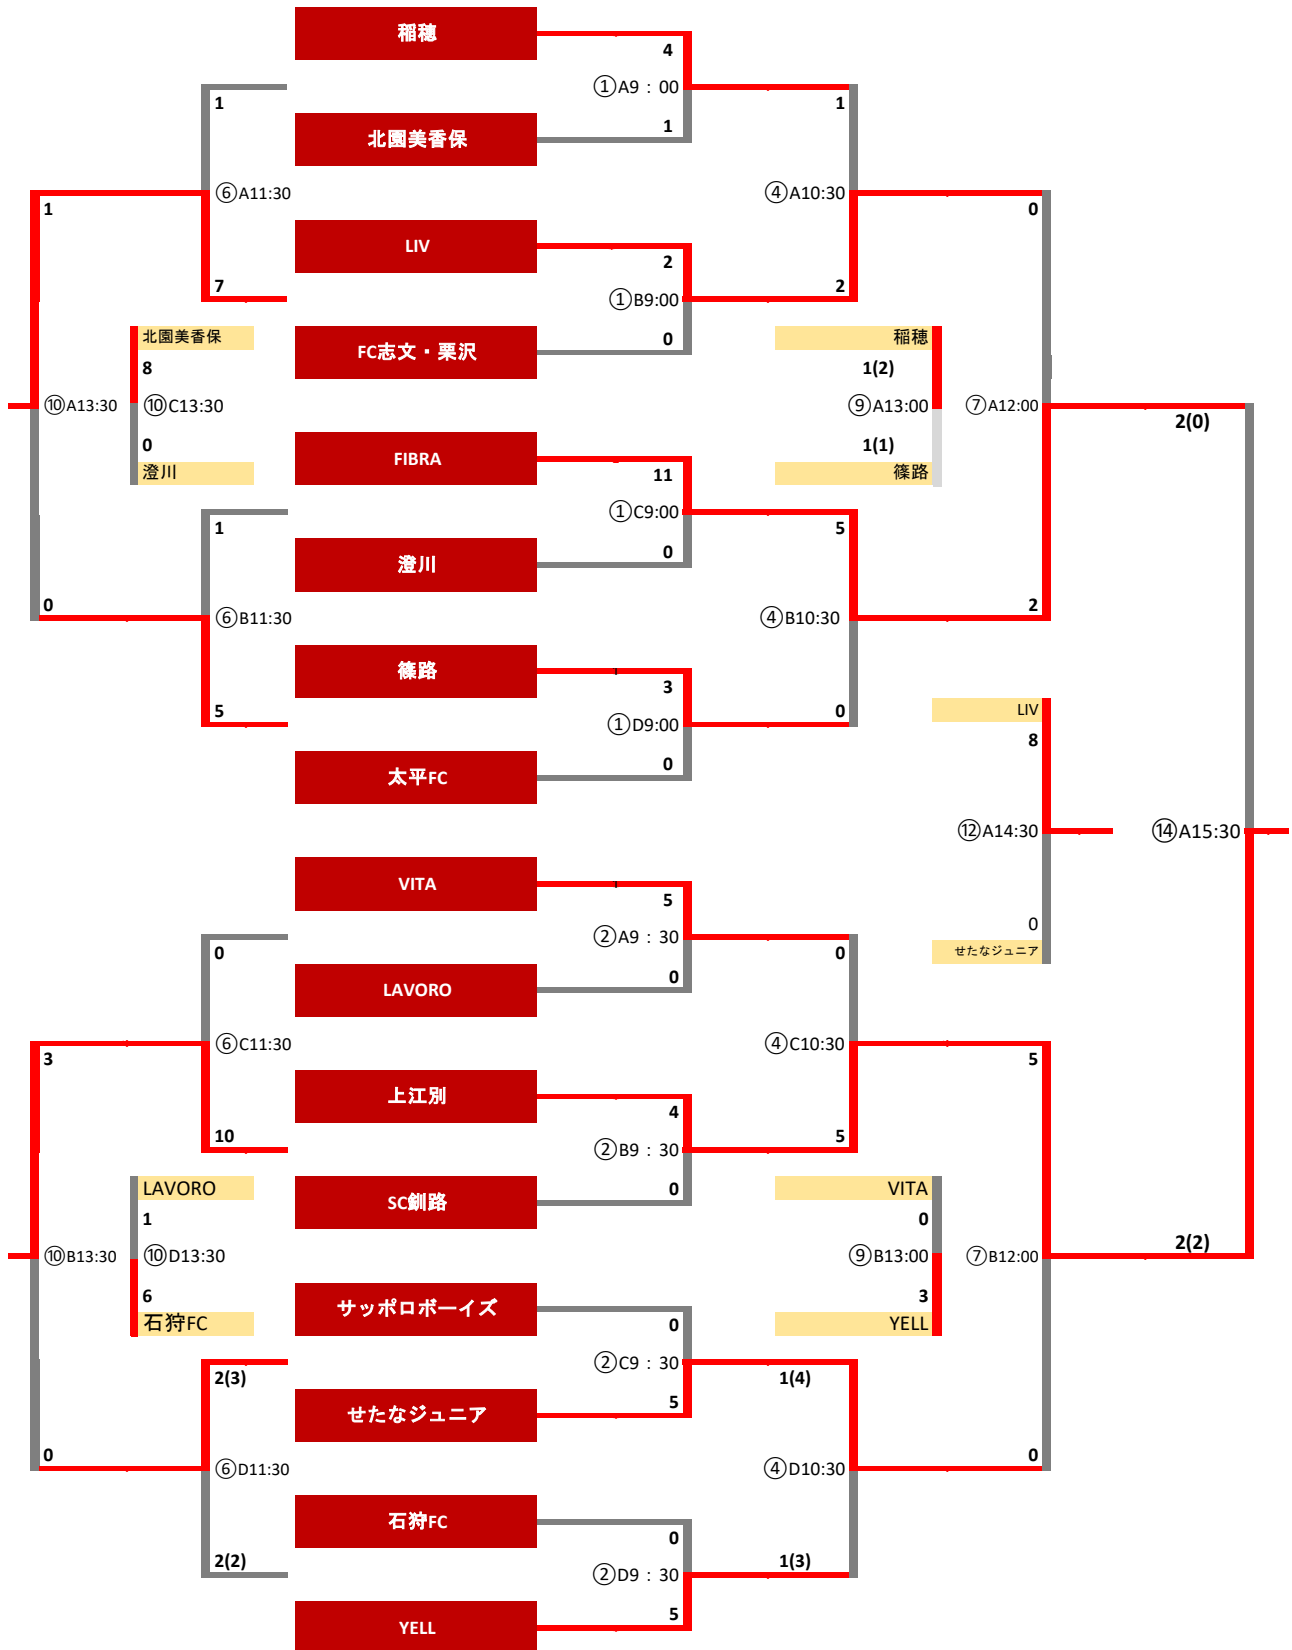 稲穂
4
①A9：00
1
1
1
北園美香保
⑥A11:30
④A10:30
1
0
LIV
2
7
①B9:00
2
北園美香保
稲穂
FC志文・栗沢
0
8
1(2)
⑩A13:30
⑩C13:30
⑨A13:00
⑦A12:00
2(0)
0
1(1)
澄川
FIBRA
篠路
11
①C9:00
1
5
澄川
0
0
2
⑥B11:30
④B10:30
篠路
3
5
0
LIV
①D9:00
8
太平FC
0
⑫A14:30
⑭A15:30
VITA
5
0
②A9：30
せたなジュニア
0
0
LAVORO
0
⑥C11:30
④C10:30
3
5
上江別
4
10
5
②B9：30
LAVORO
VITA
SC釧路
0
1
0
⑩B13:30
⑩D13:30
⑨B13:00
⑦B12:00
2(2)
6
3
サッポロボーイズ
石狩FC
YELL
0
②C9：30
2(3)
1(4)
せたなジュニア
5
0
0
⑥D11:30
④D10:30
石狩FC
0
2(2)
1(3)
②D9：30
YELL
5